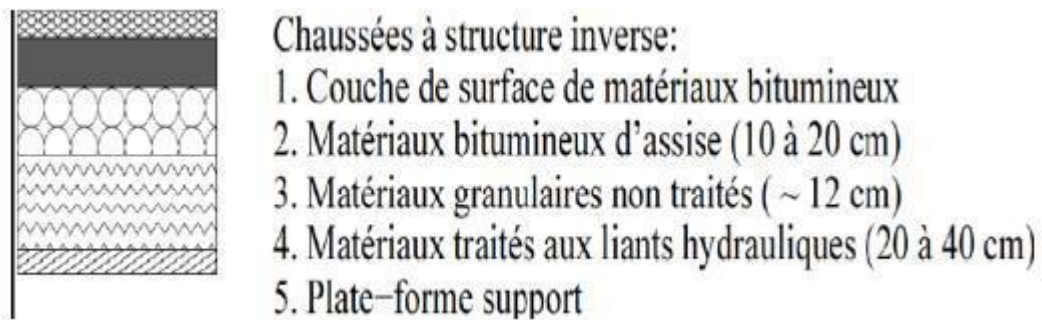 Chaussées à structure inverse:
1. Couche de surface de matériaux bitumineux
2. Matériaux bitumineux d'assise (10 à 20 cm)
3. Matériaux granulaires non traités ( ~ 12 cm)
4. Matériaux traités aux liants hydrauliques (20 à 40 cm)
5. Plate-forme support